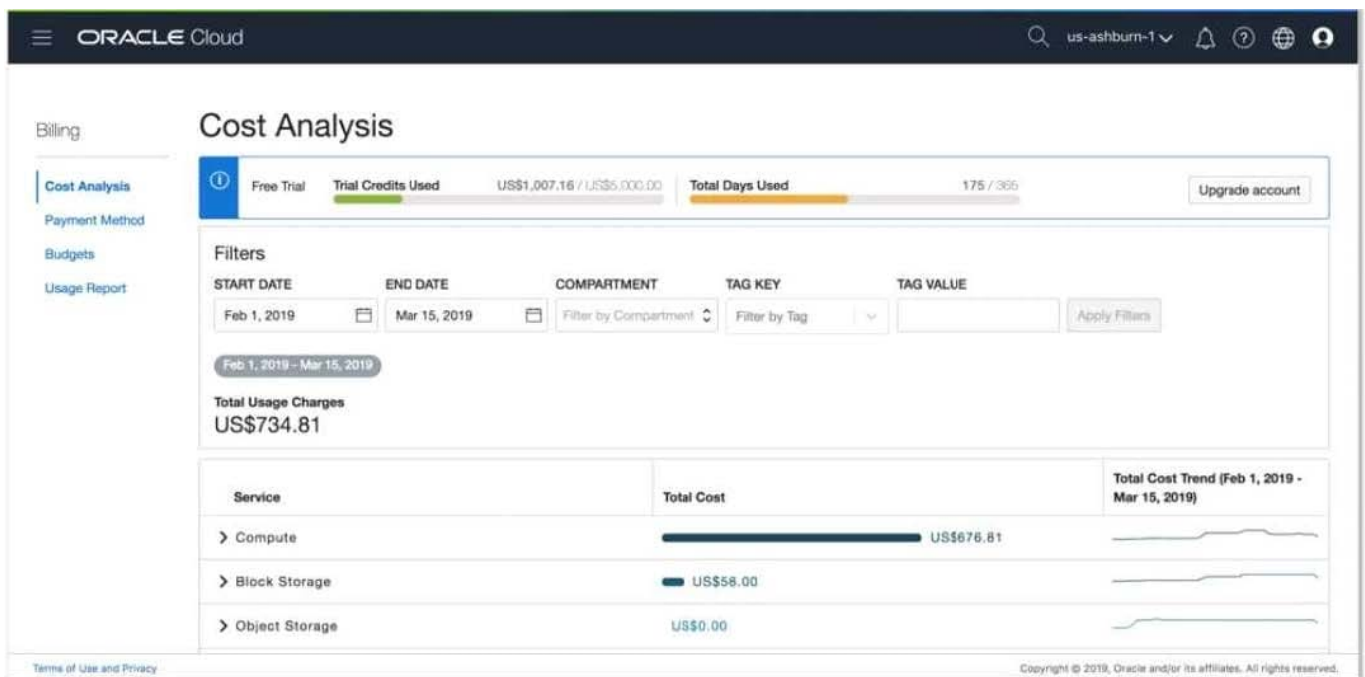 ORACLE Cloud
us-ashburn-1
Billing
Cost Analysis
Payment Method
Budgets
Usage Report
Cost Analysis
Free Trial
Trial Credits Used US$1,007.16 / US$5,000.00
Total Days Used 175 / 365
Upgrade account
Filters
START DATE END DATE COMPARTMENT TAG KEY TAG VALUE
Feb 1, 2019 Mar 15, 2019 Filter by Compartment Filter by Tag Apply Filters
Feb 1, 2019 - Mar 15, 2019
Total Usage Charges
US$734.81
Service Total Cost Total Cost Trend (Feb 1, 2019 -
Mar 15, 2019)
Compute US$676.81
Block Storage US$58.00
Object Storage US$0.00
Terms of Use and Privacy Copyright © 2019, Oracle and/or its affiliates. All rights reserved.